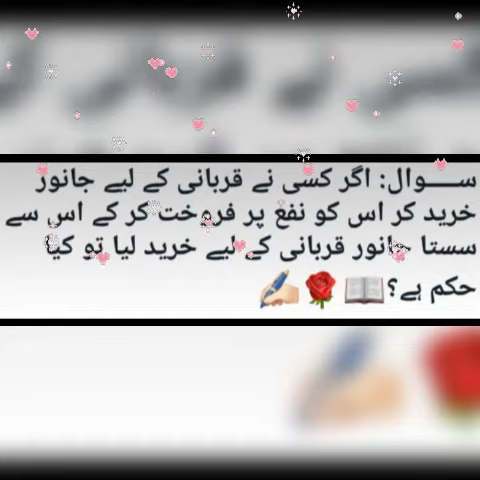 ســـوال: اگر کسی نے قربانی کے لیے جانور
خرید کر اس کو نفع پر فروخت کر کے اس سے
سستا جانور قربانی کے لیے خرید لیا تو کیا
حکم ہے؟📖🌹✍🏻